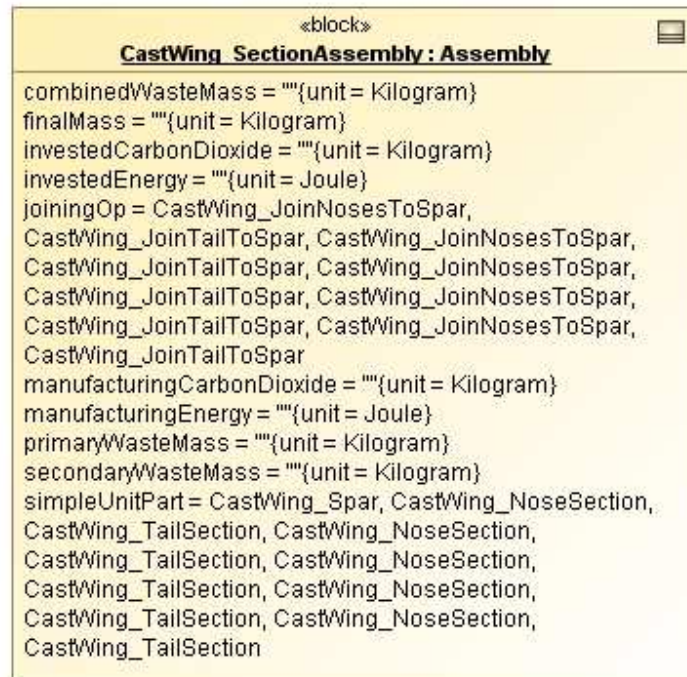 «block»
CastWing_SectionAssembly : Assembly
combinedWasteMass = ""{unit = Kilogram}
finalMass = ""{unit = Kilogram}
investedCarbonDioxide = ""{unit = Kilogram}
investedEnergy = ""{unit = Joule}
joiningOp = CastWing_JoinNosesToSpar,
CastWing_JoinTailToSpar, CastWing_JoinNosesToSpar,
CastWing_JoinTailToSpar, CastWing_JoinNosesToSpar,
CastWing_JoinTailToSpar, CastWing_JoinNosesToSpar,
CastWing_JoinTailToSpar, CastWing_JoinNosesToSpar,
CastWing_JoinTailToSpar
manufacturingCarbonDioxide = ""{unit = Kilogram}
manufacturingEnergy = ""{unit = Joule}
primaryWasteMass = ""{unit = Kilogram}
secondaryWasteMass = ""{unit = Kilogram}
simpleUnitPart = CastWing_Spar, CastWing_NoseSection,
CastWing_TailSection, CastWing_NoseSection,
CastWing_TailSection, CastWing_NoseSection,
CastWing_TailSection, CastWing_NoseSection,
CastWing_TailSection, CastWing_NoseSection,
CastWing_TailSection